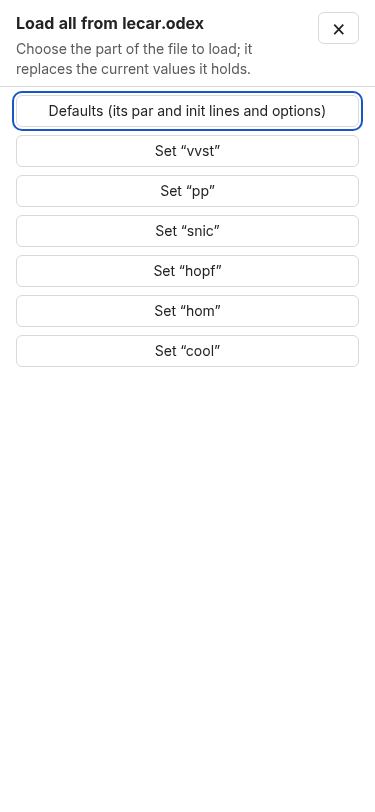 Load all from lecar.odex
Choose the part of the file to load; it
replaces the current values it holds.
Defaults (its par and init lines and options)
Set “vvst”
Set “pp”
Set “snic”
Set “hopf”
Set “hom”
Set “cool”